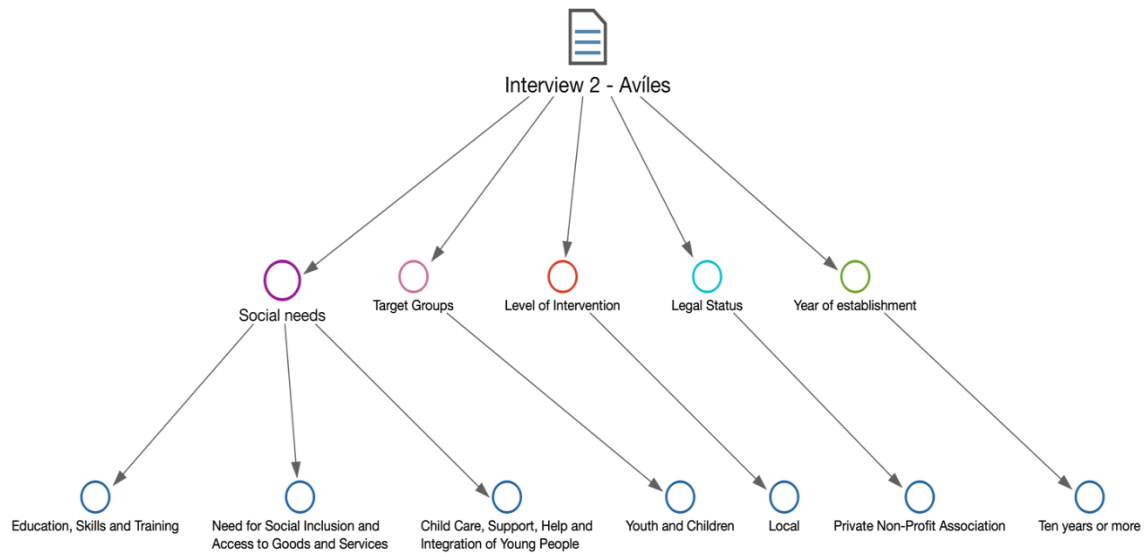 Interview 2 - Avíles
Social needs
Target Groups
Level of Intervention
Legal Status
Year of establishment
Education, Skills and Training
Need for Social Inclusion and
Access to Goods and Services
Child Care, Support, Help and
Integration of Young People
Youth and Children
Local
Private Non-Profit Association
Ten years or more